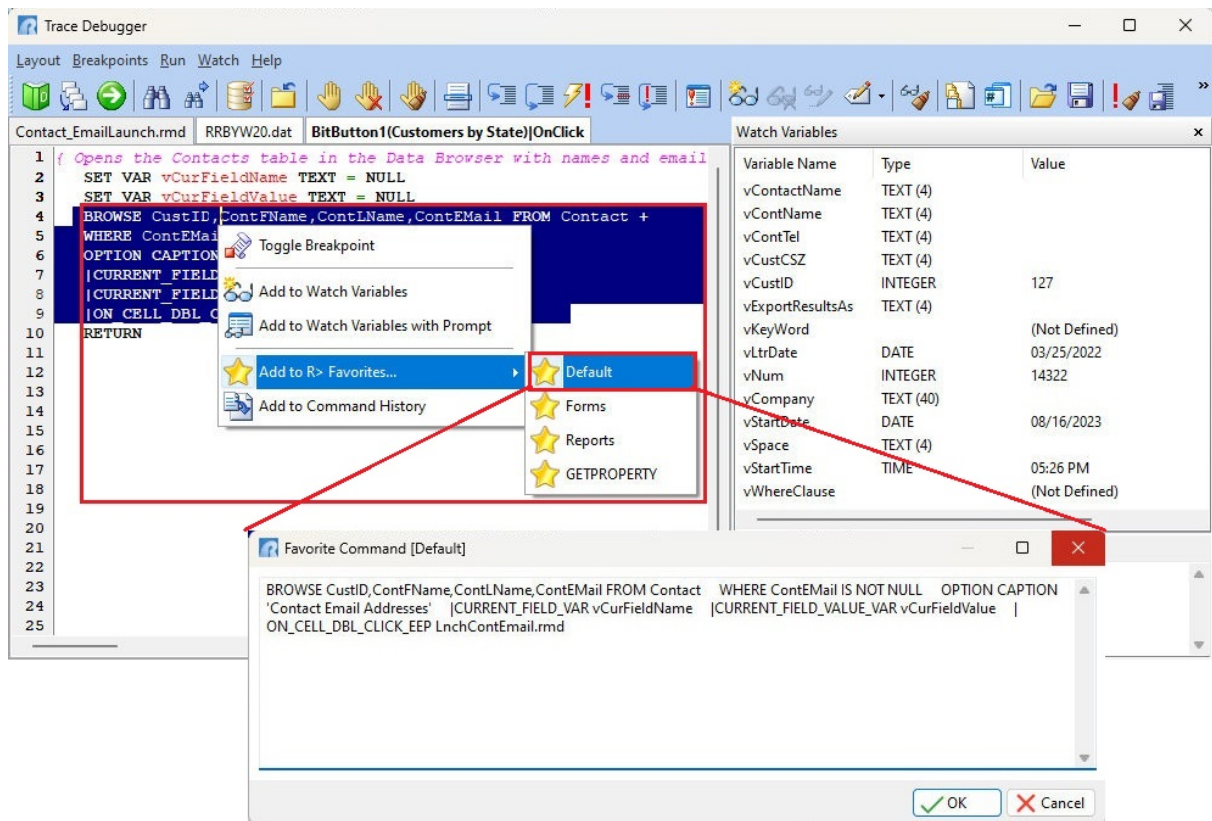 Trace Debugger
Layout Breakpoints Run Watch Help
Contact_EmailLaunch.rmd RRBYW20.dat BitButton1(Customers by State)|OnClick
1 { Opens the Contacts table in the Data Browser with names and email
2 SET VAR vCurFieldName TEXT = NULL
3 SET VAR vCurFieldValue TEXT = NULL
4 BROWSE CustID,ContFName,ContLName,ContEMail FROM Contact +
5 WHERE ContEMai
6 OPTION CAPTION
7 |CURRENT_FIELD
8 |CURRENT_FIELD
9 |ON_CELL_DBL_C
10 RETURN
11
12
13
14
15
16
17
18
19
20
21
22
23
24
25
Toggle Breakpoint
Add to Watch Variables
Add to Watch Variables with Prompt
Add to R> Favorites...
Add to Command History
Default
Forms
Reports
GETPROPERTY
Watch Variables
Variable Name Type Value
vContactName TEXT (4)
vContName TEXT (4)
vContTel TEXT (4)
vCustCSZ TEXT (4)
vCustID INTEGER 127
vExportResultsAs TEXT (4)
vKeyWord (Not Defined)
vLtrDate DATE 03/25/2022
vNum INTEGER 14322
vCompany TEXT (40)
vStartDate DATE 08/16/2023
vSpace TEXT (4)
vStartTime TIME 05:26 PM
vWhereClause (Not Defined)
Favorite Command [Default]
BROWSE CustID,ContFName,ContLName,ContEMail FROM Contact WHERE ContEMail IS NOT NULL OPTION CAPTION
'Contact Email Addresses' |CURRENT_FIELD_VAR vCurFieldName |CURRENT_FIELD_VALUE_VAR vCurFieldValue |
ON_CELL_DBL_CLICK_EEP LnchContEmail.rmd
OK Cancel